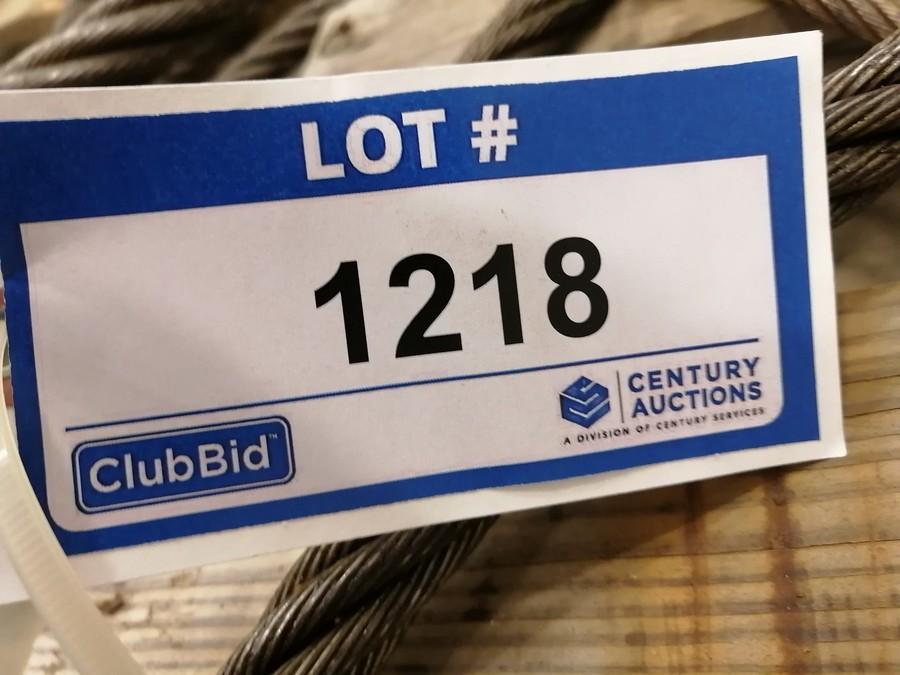 LOT #
1218
ClubBid™
CENTURY
AUCTIONS
A DIVISION OF CENTURY SERVICES